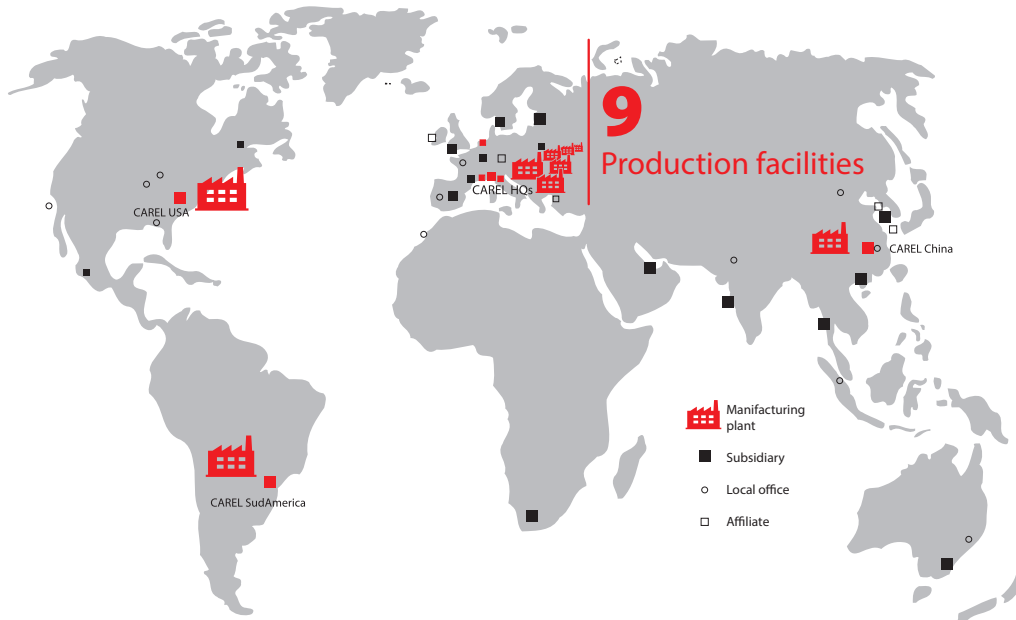 9
Production facilities
CAREL HQs
CAREL USA
CAREL China
Manifacturing
plant
Subsidiary
Local office
Affiliate
CAREL SudAmerica